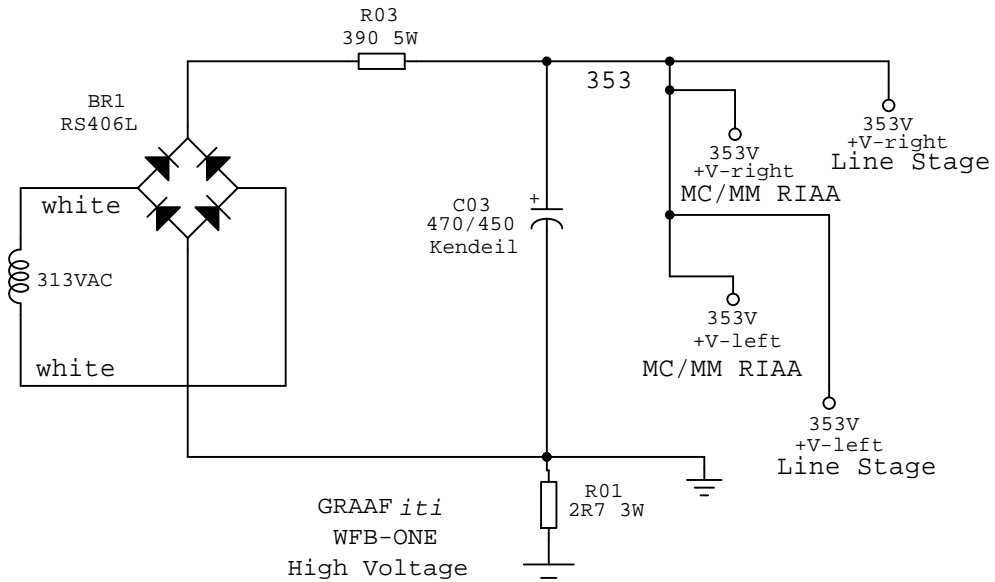 R03
390 5W
353
BR1
RS406L
353V
+V-right
Line Stage
353V
+V-right
MC/MM RIAA
white
+
C03
470/450
Kendeil
313VAC
353V
+V-left
MC/MM RIAA
white
353V
+V-left
Line Stage
R01
2R7 3W
GRAAF iti
WFB-ONE
High Voltage